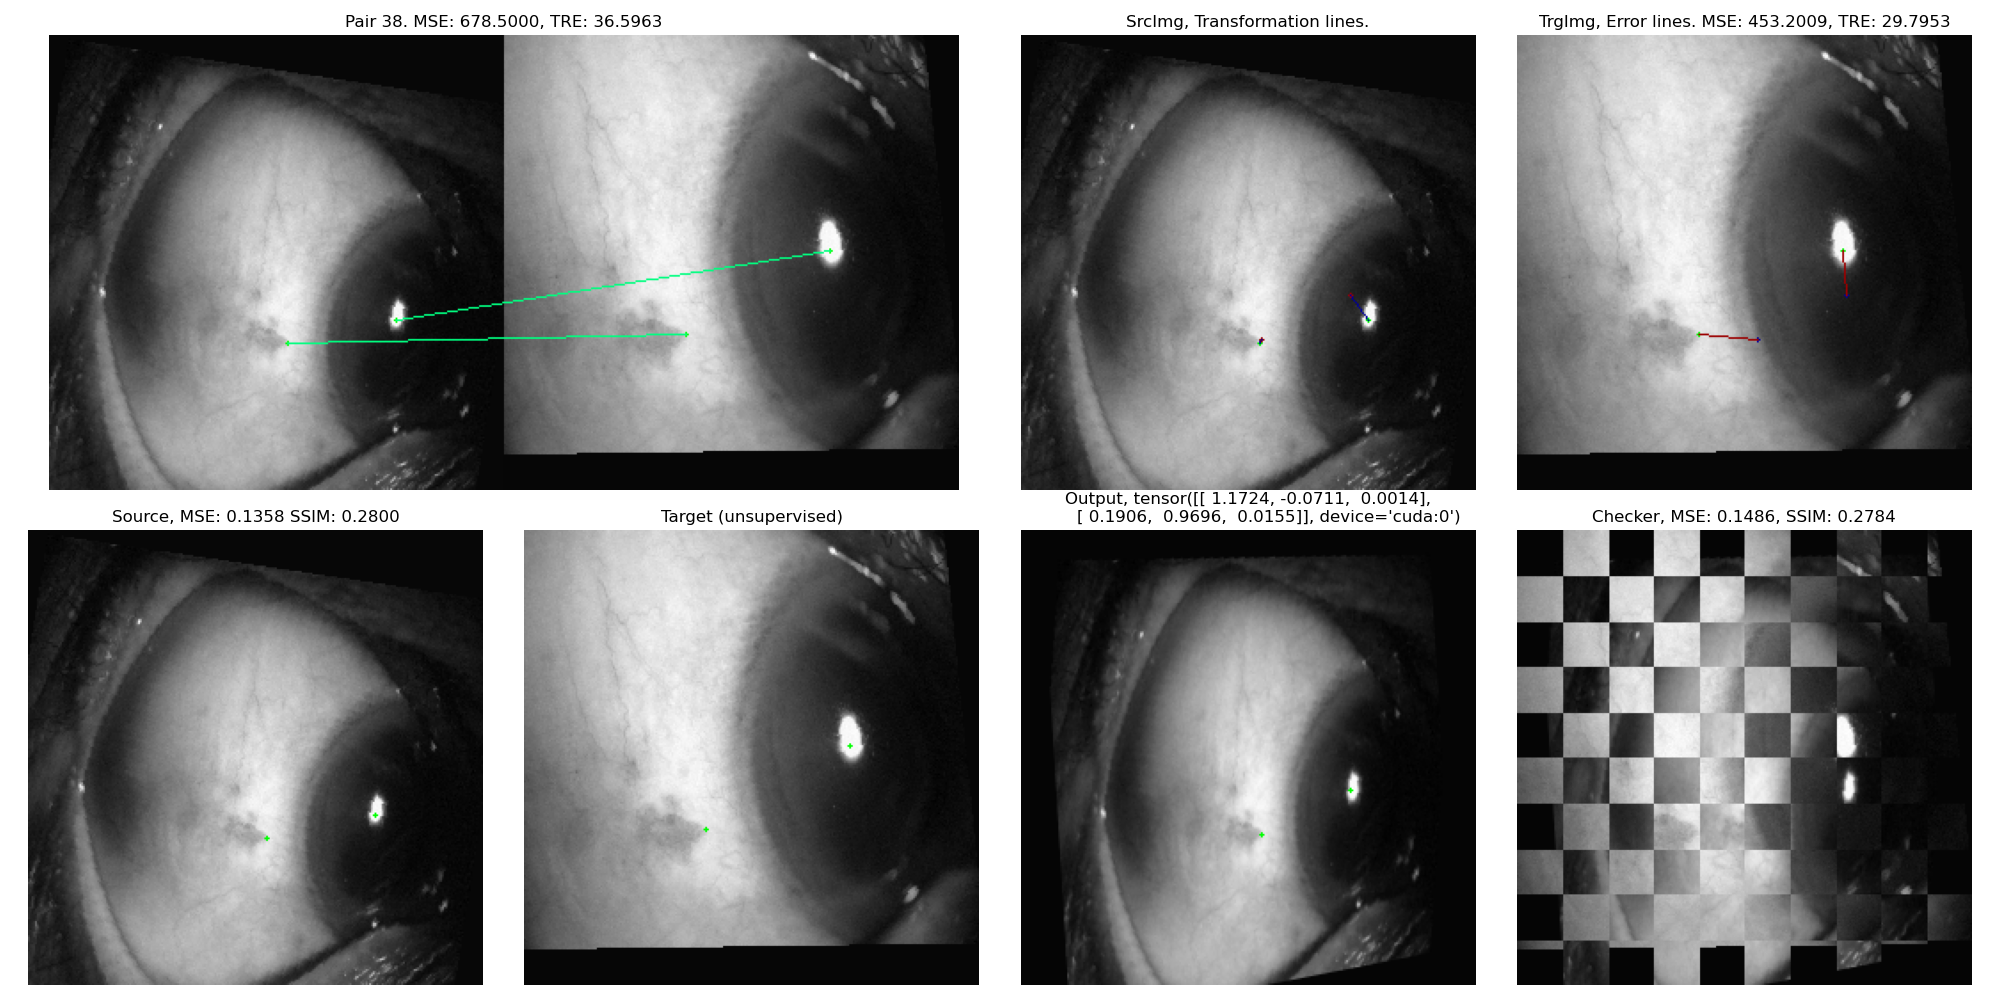 Pair 38. MSE: 678.5000, TRE: 36.5963
SrcImg, Transformation lines.
TrgImg, Error lines. MSE: 453.2009, TRE: 29.7953
Source, MSE: 0.1358 SSIM: 0.2800
Target (unsupervised)
Output, tensor([[ 1.1724, -0.0711,  0.0014],
[ 0.1906,  0.9696,  0.0155]], device='cuda:0')
Checker, MSE: 0.1486, SSIM: 0.2784